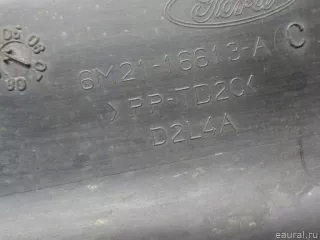 Ford
6M21-16613-A C
>PP-TD20<
D2L4A
eaural.ru